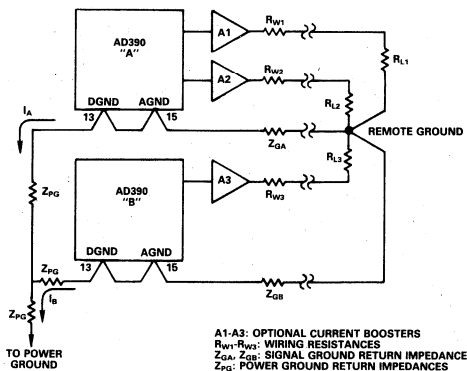 AD390
"A"
A1
RW1
RL1
A2
RW2
RL2
DGND
AGND
13
15
IA
ZGA
REMOTE GROUND
RL3
ZPG
AD390
"B"
A3
RW3
DGND
AGND
ZPG
13
15
IB
ZGB
ZPG
TO POWER
GROUND
A1-A3: OPTIONAL CURRENT BOOSTERS
RW1-RW3: WIRING RESISTANCES
ZGA, ZGB: SIGNAL GROUND RETURN IMPEDANCES
ZPG: POWER GROUND RETURN IMPEDANCES